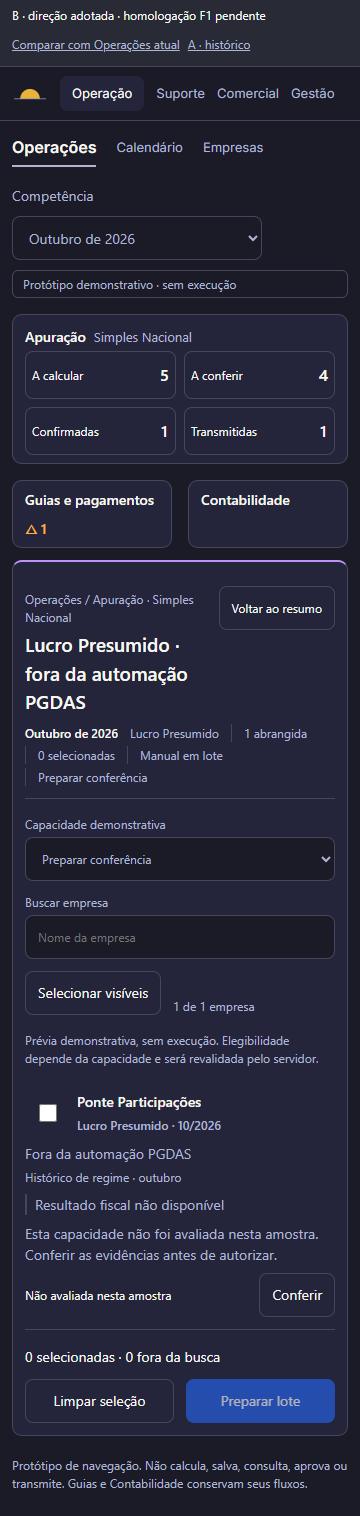 B · direção adotada · homologação F1 pendente
Comparar com Operações atual A · histórico
Operação Suporte Comercial Gestão
Operações Calendário Empresas
Competência
Outubro de 2026
Protótipo demonstrativo · sem execução
Apuração Simples Nacional
A calcular 5 A conferir 4
Confirmadas 1 Transmitidas 1
Guias e pagamentos Contabilidade
△ 1
Operações / Apuração · Simples
Nacional
Voltar ao resumo
Lucro Presumido ·
fora da automação
PGDAS
Outubro de 2026 Lucro Presumido 1 abrangida
0 selecionadas Manual em lote
Preparar conferência
Capacidade demonstrativa
Preparar conferência
Buscar empresa
Nome da empresa
Selecionar visíveis 1 de 1 empresa
Prévia demonstrativa, sem execução. Elegibilidade
depende da capacidade e será revalidada pelo servidor.
Ponte Participações
Lucro Presumido · 10/2026
Fora da automação PGDAS
Histórico de regime · outubro
Resultado fiscal não disponível
Esta capacidade não foi avaliada nesta amostra.
Conferir as evidências antes de autorizar.
Não avaliada nesta amostra Conferir
0 selecionadas · 0 fora da busca
Limpar seleção Preparar lote
Protótipo de navegação. Não calcula, salva, consulta, aprova ou
transmite. Guias e Contabilidade conservam seus fluxos.